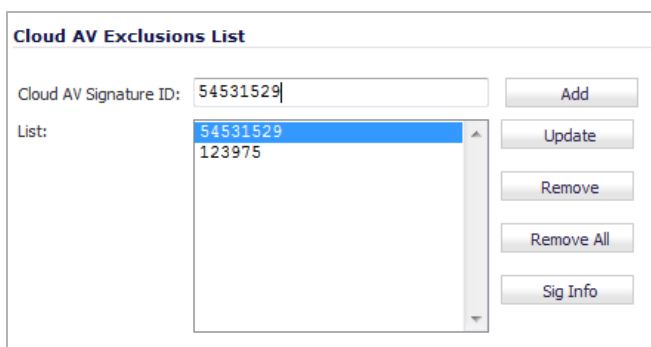 Cloud AV Exclusions List
Cloud AV Signature ID: 54531529 Add
List: 54531529 Update
123975
Remove
Remove All
Sig Info